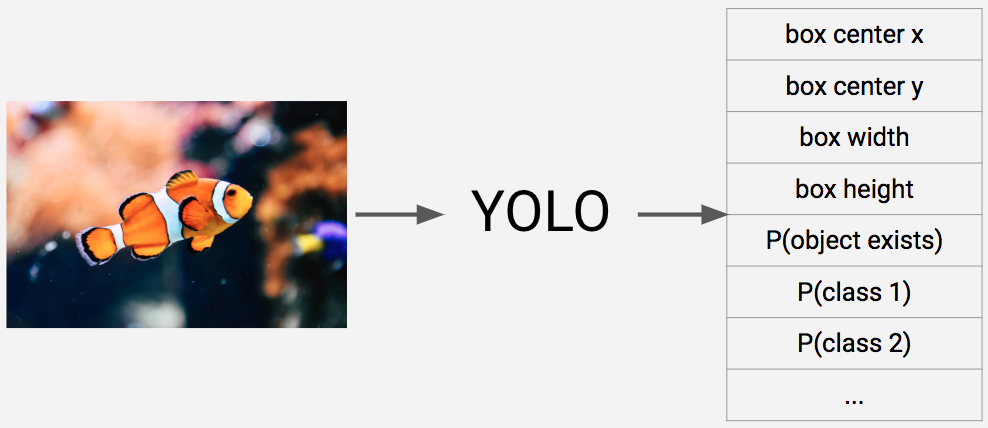 YOLO
box center x
box center y
box width
box height
P(object exists)
P(class 1)
P(class 2)
...